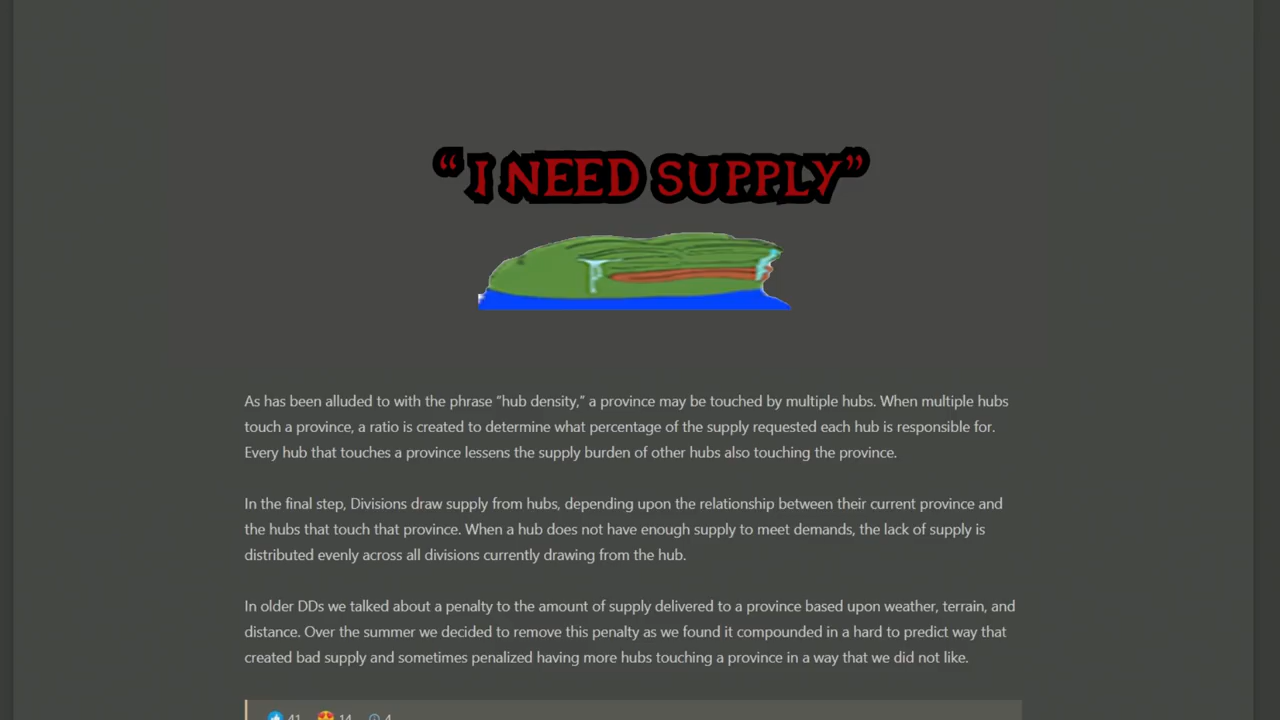 “I NEED SUPPLY”
As has been alluded to with the phrase “hub density,” a province may be touched by multiple hubs. When multiple hubs
touch a province, a ratio is created to determine what percentage of the supply requested each hub is responsible for.
Every hub that touches a province lessens the supply burden of other hubs also touching the province.
In the final step, Divisions draw supply from hubs, depending upon the relationship between their current province and
the hubs that touch that province. When a hub does not have enough supply to meet demands, the lack of supply is
distributed evenly across all divisions currently drawing from the hub.
In older DDs we talked about a penalty to the amount of supply delivered to a province based upon weather, terrain, and
distance. Over the summer we decided to remove this penalty as we found it compounded in a hard to predict way that
created bad supply and sometimes penalized having more hubs touching a province in a way that we did not like.
41 14 4